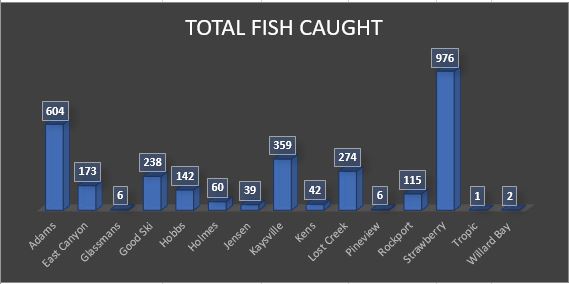 TOTAL FISH CAUGHT
604
173
6
238
142
60
39
359
42
274
6
115
976
1
2
Adams
East Canyon
Glassmans
Good Ski
Hobbs
Holmes
Jensen
Kaysville
Kens
Lost Creek
Pineview
Rockport
Strawberry
Tropic
Willard Bay